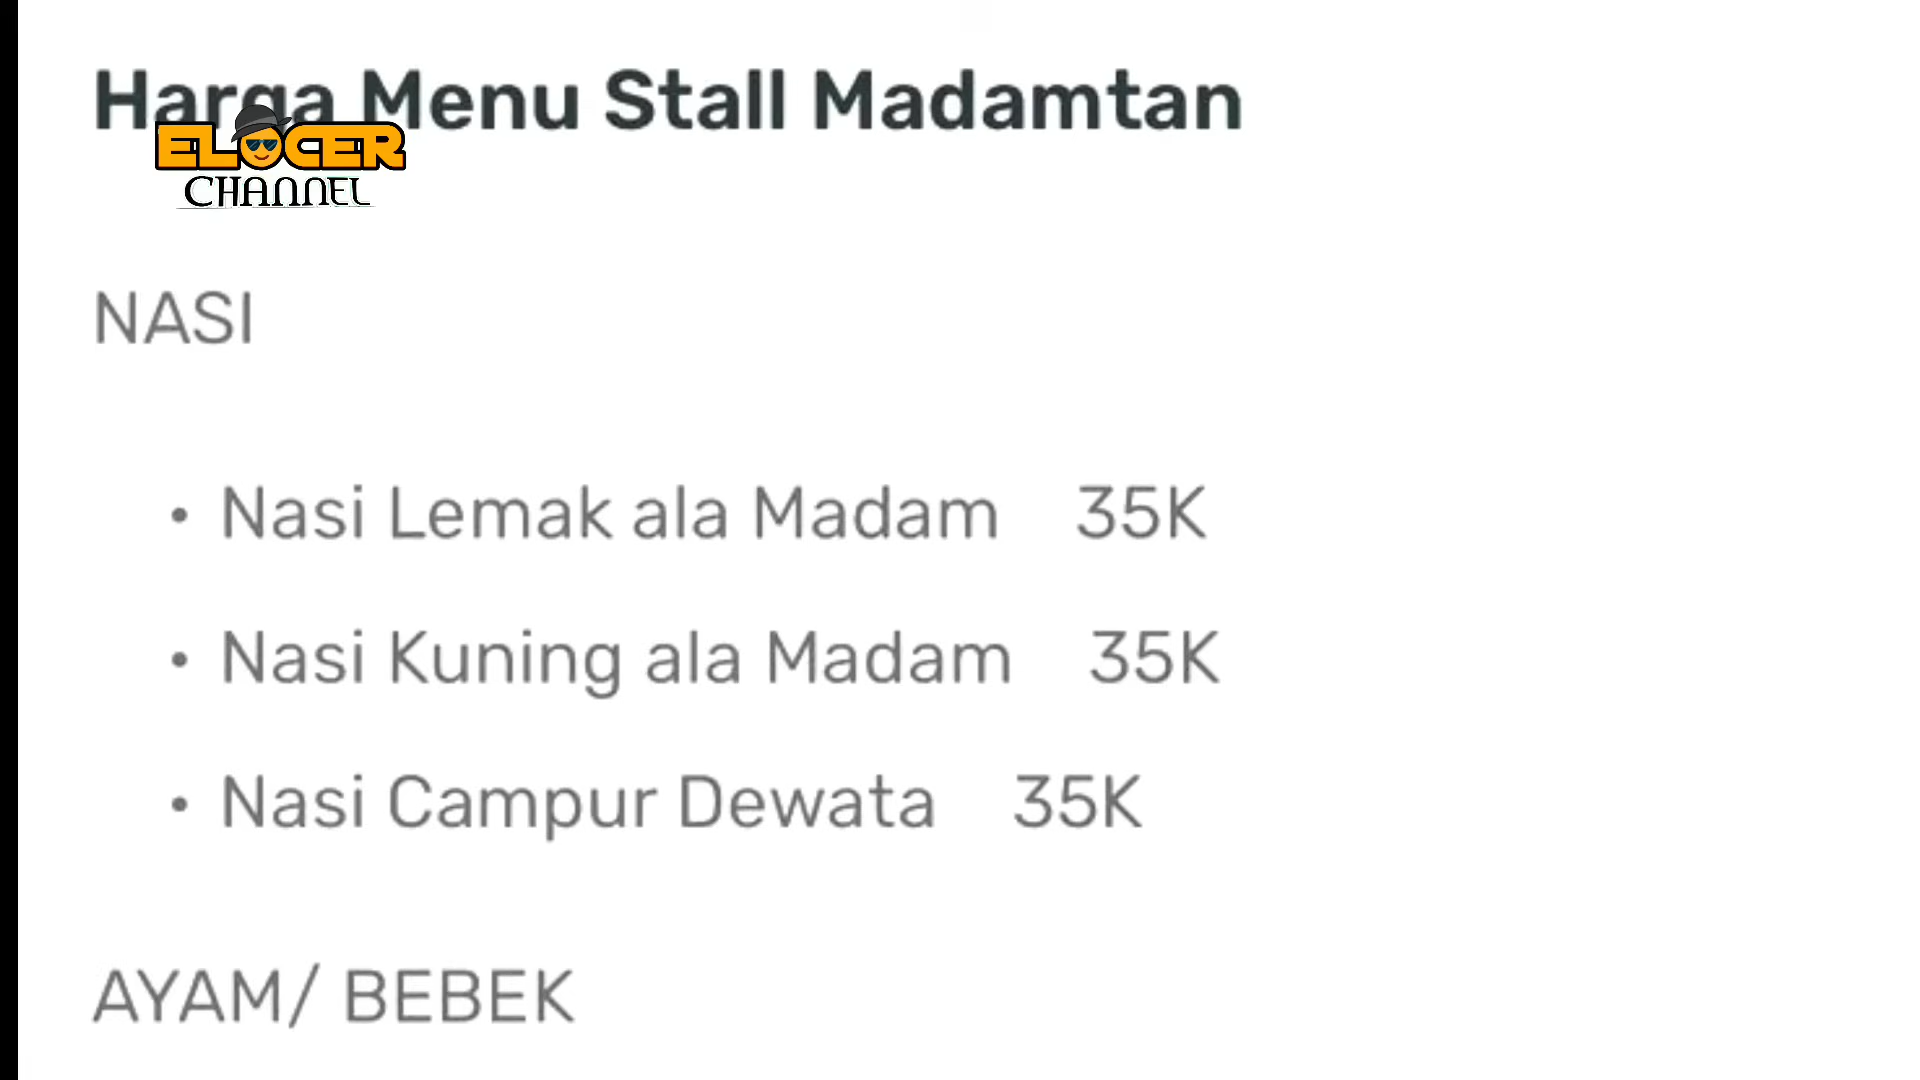 Harga Menu Stall Madamtan
ELOCER
CHANNEL
NASI
• Nasi Lemak ala Madam 35K
• Nasi Kuning ala Madam 35K
• Nasi Campur Dewata 35K
AYAM/ BEBEK